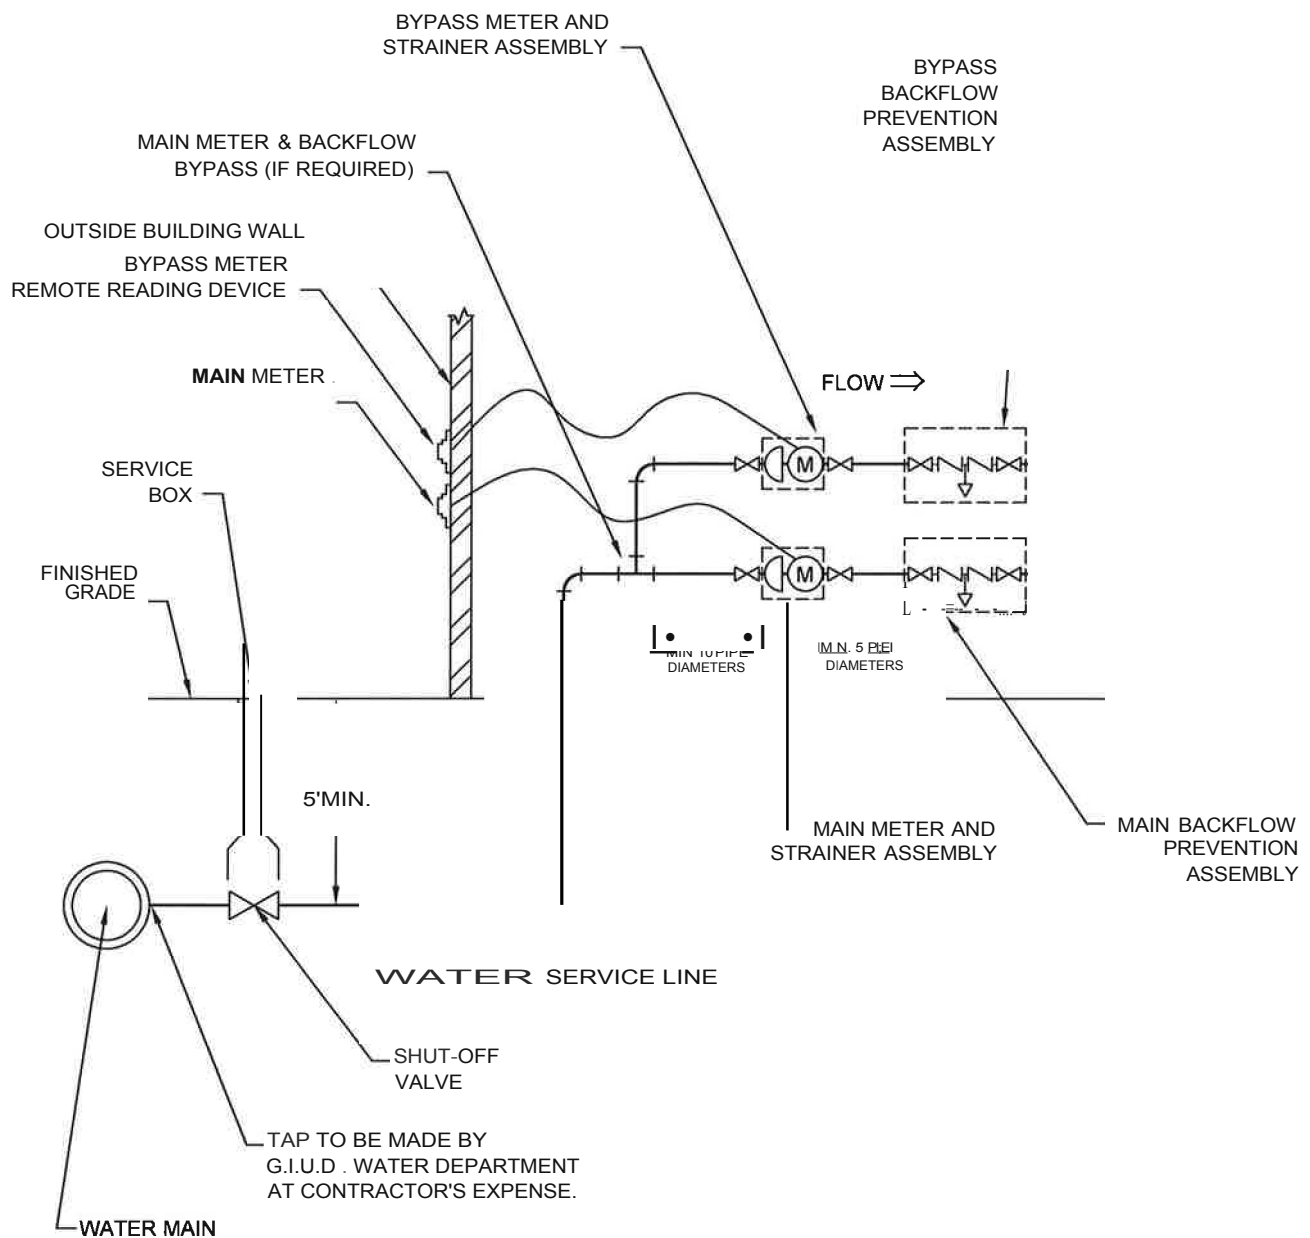 BYPASS METER AND
STRAINER ASSEMBLY
BYPASS
BACKFLOW
PREVENTION
ASSEMBLY
MAIN METER & BACKFLOW
BYPASS (IF REQUIRED)
OUTSIDE BUILDING WALL
BYPASS METER
REMOTE READING DEVICE
MAIN METER
FLOW
M
SERVICE
BOX
M
FINISHED
GRADE
DIAMETERS
M N. 5
DIAMETERS
5'MIN.
MAIN METER AND
STRAINER ASSEMBLY
MAIN BACKFLOW
PREVENTION
ASSEMBLY
WATER SERVICE LINE
SHUT-OFF
VALVE
TAP TO BE MADE BY
G.I.U.D . WATER DEPARTMENT
AT CONTRACTOR'S EXPENSE.
WATER MAIN